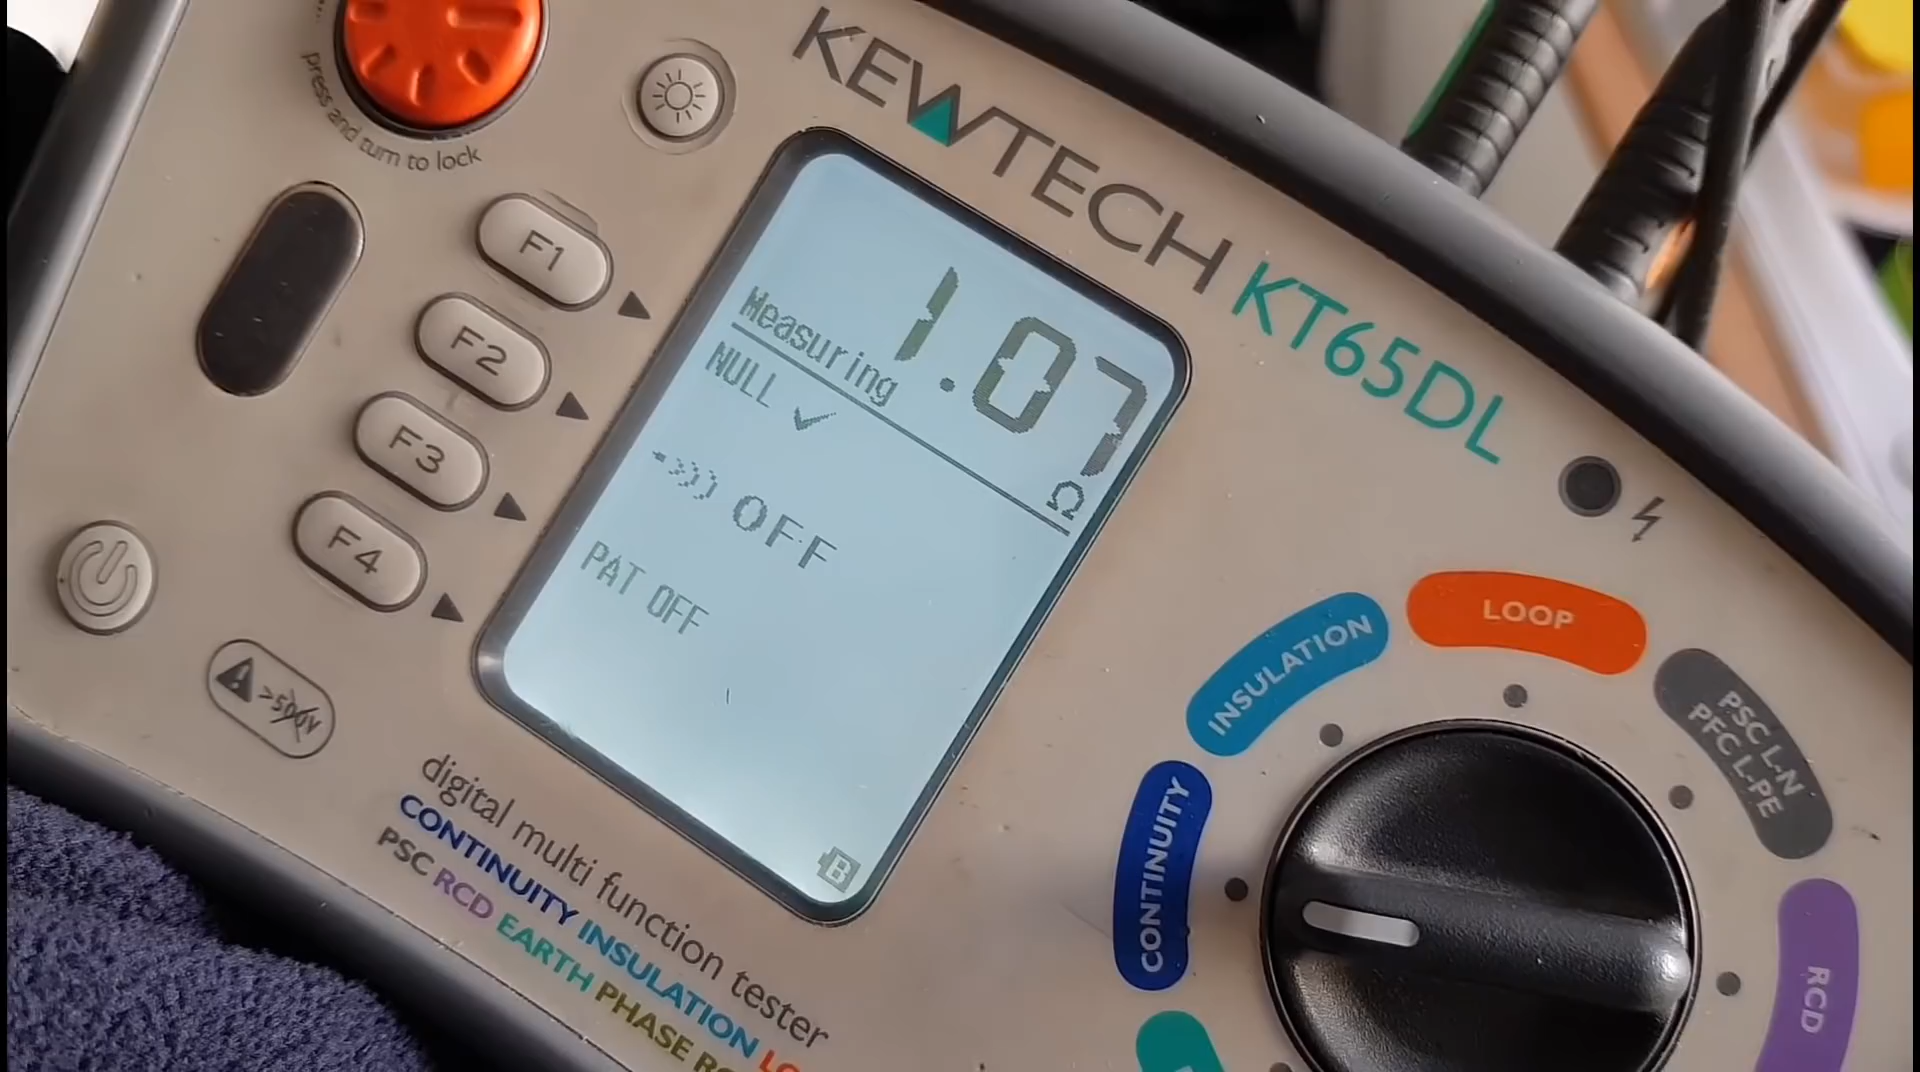 press and turn to lock
KEWTECH KT65DL
F1
F2
F3
F4
1.07
Measuring
Ω
NULL ✓
OFF
PAT OFF
B
>500V
digital multi function tester
CONTINUITY INSULATION
PSC RCD EARTH PHASE
CONTINUITY
INSULATION
LOOP
PSC L-N
PFC L-PE
RCD